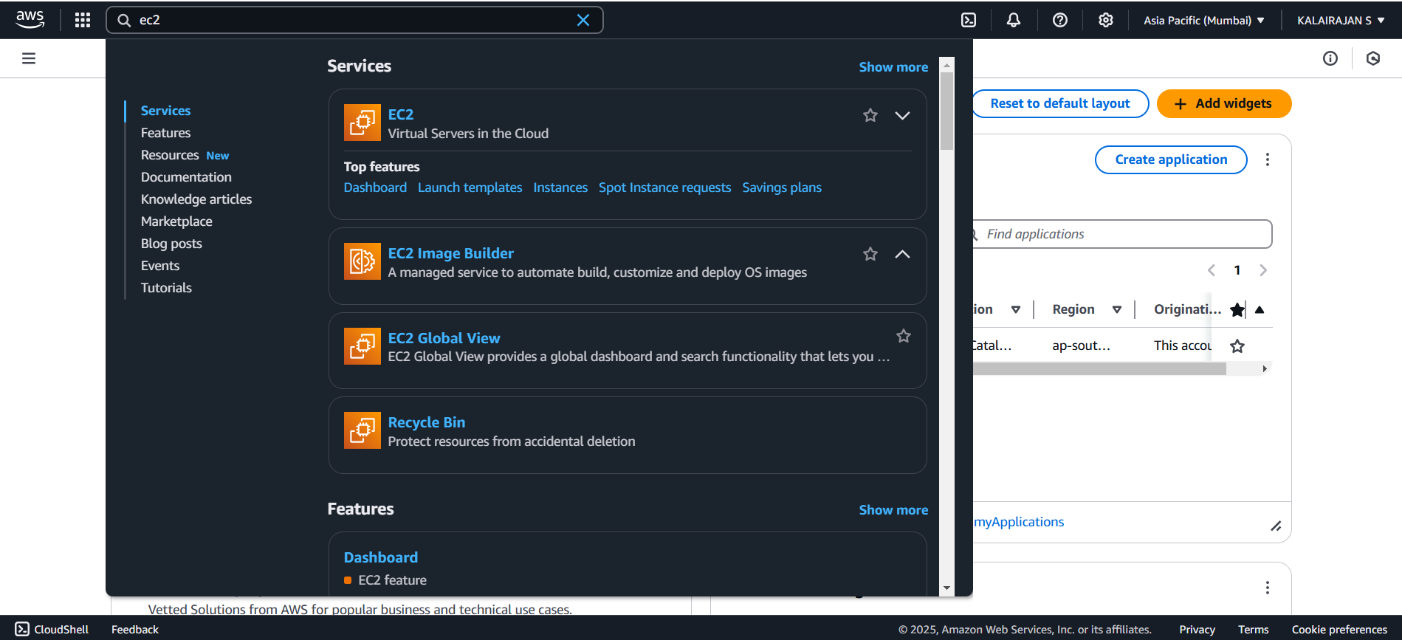 aws
ec2
Asia Pacific (Mumbai)
KALAIRAJAN S
Services
Show more
Services
Features
Resources New
Documentation
Knowledge articles
Marketplace
Blog posts
Events
Tutorials
EC2
Virtual Servers in the Cloud
Top features
Dashboard Launch templates Instances Spot Instance requests Savings plans
EC2 Image Builder
A managed service to automate build, customize and deploy OS images
EC2 Global View
EC2 Global View provides a global dashboard and search functionality that lets you ...
Recycle Bin
Protect resources from accidental deletion
Features
Show more
Dashboard
EC2 feature
Reset to default layout
+ Add widgets
Create application
Find applications
1
ion Region Originati...
Catal... ap-sout... This accou
myApplications
Vetted Solutions from AWS for popular business and technical use cases.
CloudShell Feedback
© 2025, Amazon Web Services, Inc. or its affiliates. Privacy Terms Cookie preferences